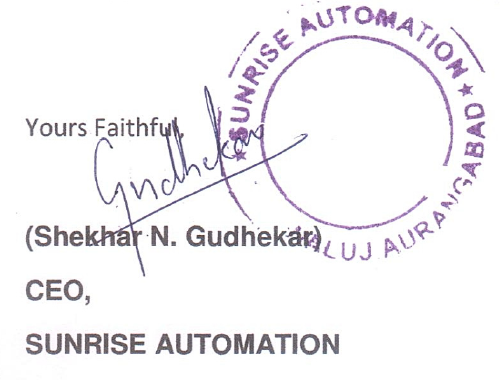 SUNRISE AUTOMATION
WALUJ AURANGABAD
Yours Faithful,
Gudhekar
(Shekhar N. Gudhekar)
CEO,
SUNRISE AUTOMATION